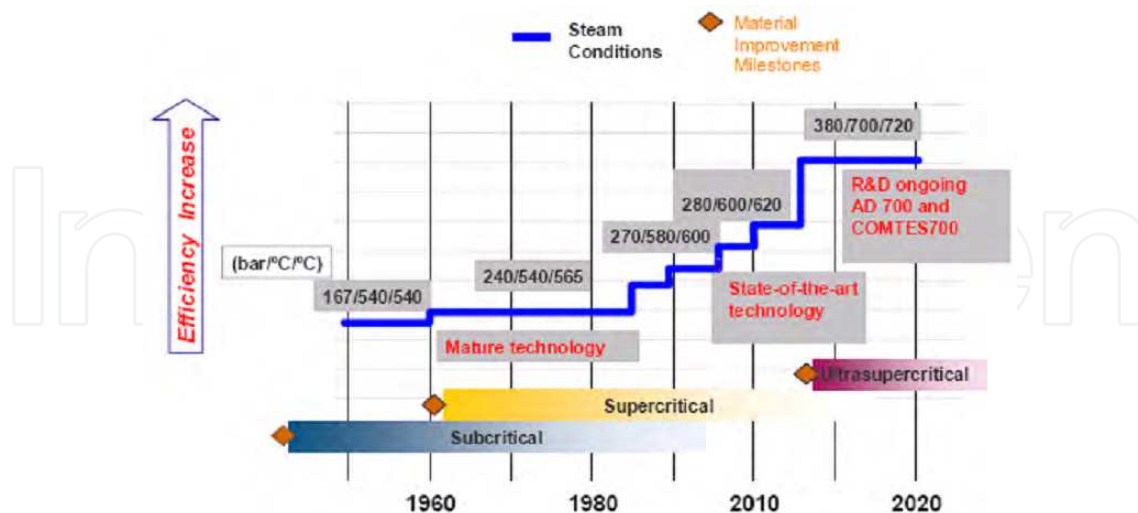 Steam
Conditions
Material
Improvement
Milestones
Efficiency Increase
380/700/720
280/600/620
R&D ongoing
AD 700 and
COMTES700
270/580/600
(bar/ºC/ºC)
240/540/565
167/540/540
State-of-the-art
technology
Mature technology
Ultrasupercritical
Supercritical
Subcritical
1960
1980
2010
2020